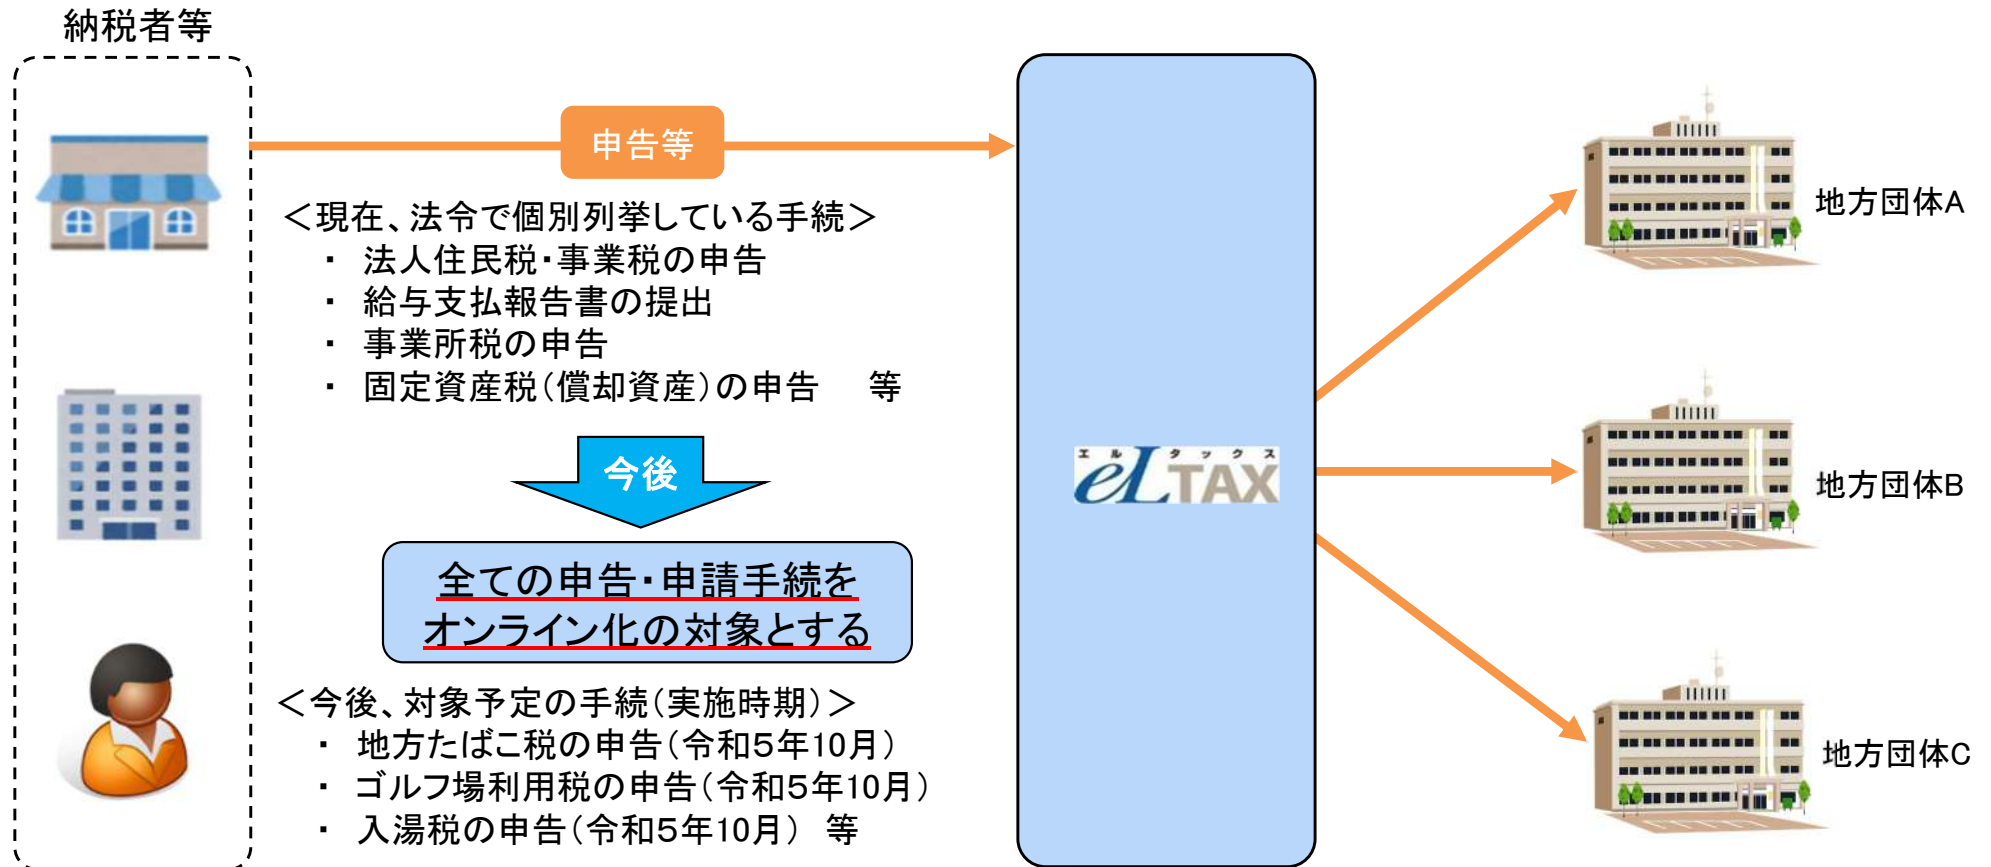 納税者等
申告等
＜現在、法令で個別列挙している手続＞
・ 法人住民税・事業税の申告
・ 給与支払報告書の提出
・ 事業所税の申告
・ 固定資産税（償却資産）の申告　等
今後
全ての申告・申請手続を
オンライン化の対象とする
＜今後、対象予定の手続（実施時期）＞
・ 地方たばこ税の申告（令和５年10月）
・ ゴルフ場利用税の申告（令和５年10月）
・ 入湯税の申告（令和５年10月） 等
エルタックス
eLTAX
地方団体A
地方団体B
地方団体C